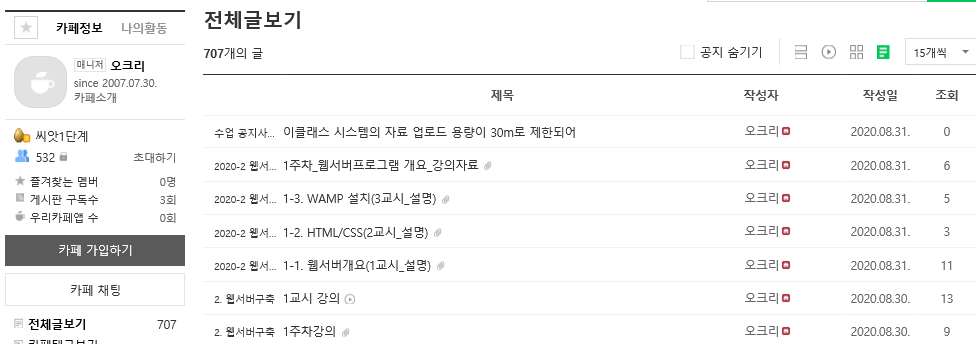 카페정보 나의활동
매니저 오크리
since 2007.07.30.
카페소개
씨앗1단계
532 초대하기
즐겨찾는 멤버 0명
게시판 구독수 3회
우리카페앱 수 0회
카페 가입하기
카페 채팅
전체글보기 707
전체글보기
707개의 글
공지 숨기기 15개씩
제목 작성자 작성일 조회
수업 공지사... 이클래스 시스템의 자료 업로드 용량이 30m로 제한되어 오크리 2020.08.31. 0
2020-2 웹서... 1주차_웹서버프로그램 개요_강의자료 오크리 2020.08.31. 6
2020-2 웹서... 1-3. WAMP 설치(3교시_설명) 오크리 2020.08.31. 5
2020-2 웹서... 1-2. HTML/CSS(2교시_설명) 오크리 2020.08.31. 3
2020-2 웹서... 1-1. 웹서버개요(1교시_설명) 오크리 2020.08.31. 11
2. 웹서버구축 1교시 강의 오크리 2020.08.30. 13
2. 웹서버구축 1주차강의 오크리 2020.08.30. 9